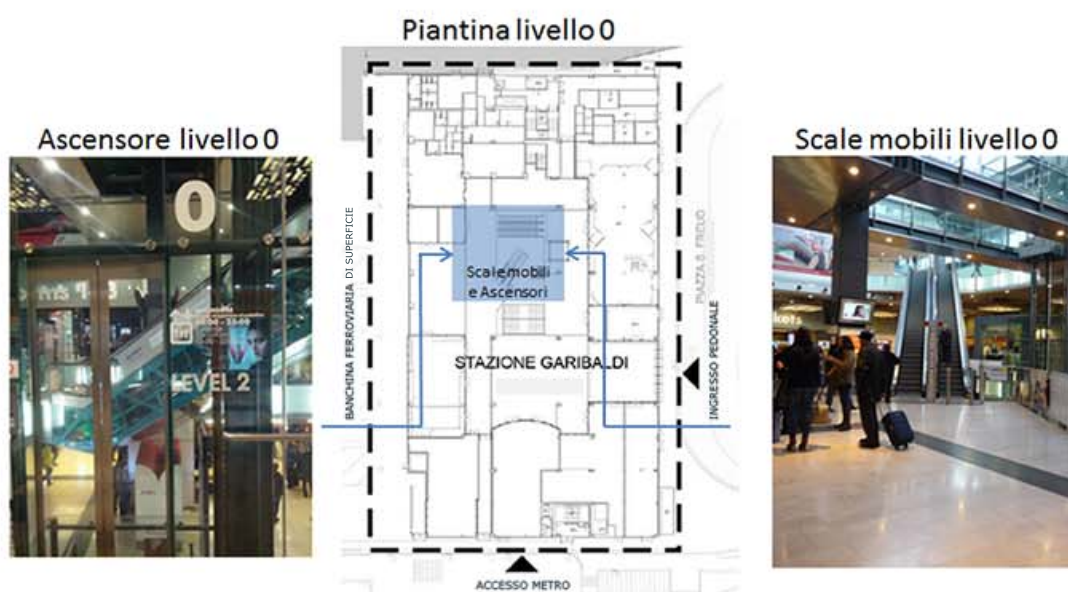 Piantina livello 0
Ascensore livello 0
Scale mobili livello 0
0
LEVEL 2
BANCHINA FERROVIARIA DI SUPERFICIE
Scale mobili
e Ascensori
STAZIONE GARIBALDI
PIAZZA S. FREUD
INGRESSO PEDONALE
ACCESSO METRO